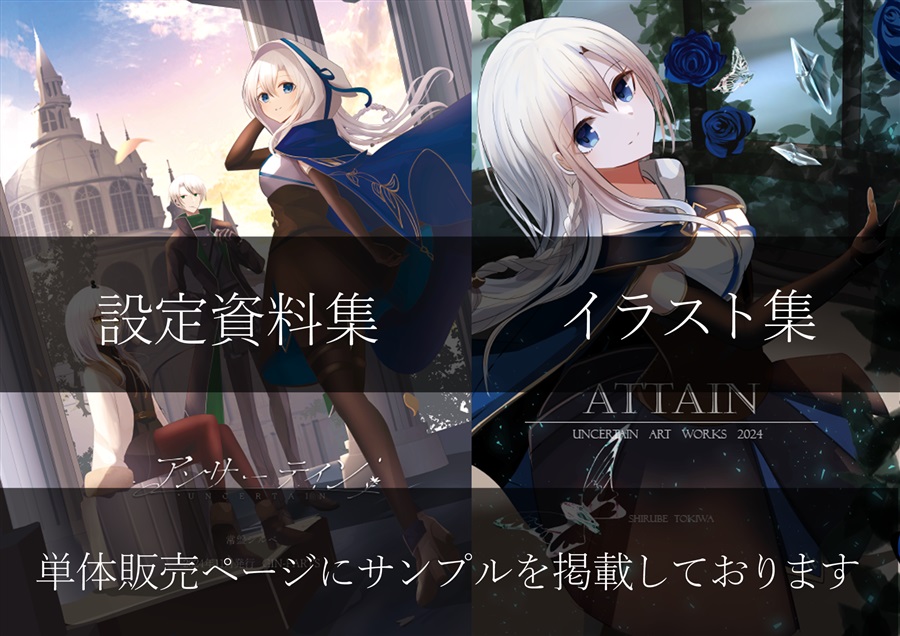 設定資料集
イラスト集
ATTAIN
UNCERTAIN ART WORKS 2024
アンサーティン
UNCERTAIN
SHIRUBE TOKIWA
単体販売ページにサンプルを掲載しております